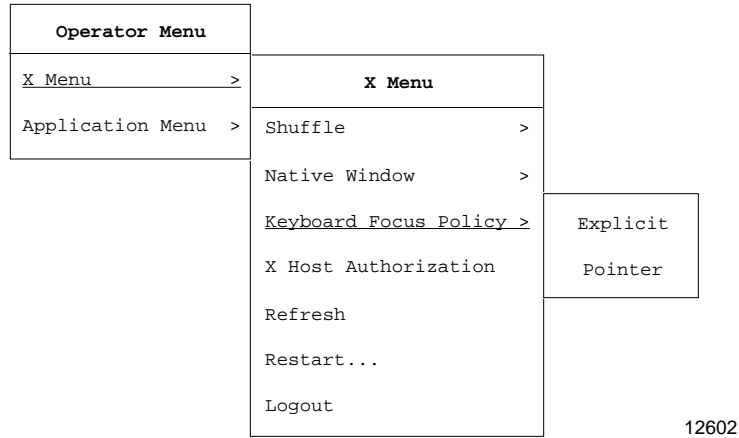 Operator Menu
X Menu >
Application Menu >
X Menu
Shuffle >
Native Window >
Keyboard Focus Policy >
X Host Authorization
Refresh
Restart...
Logout
Explicit
Pointer
12602